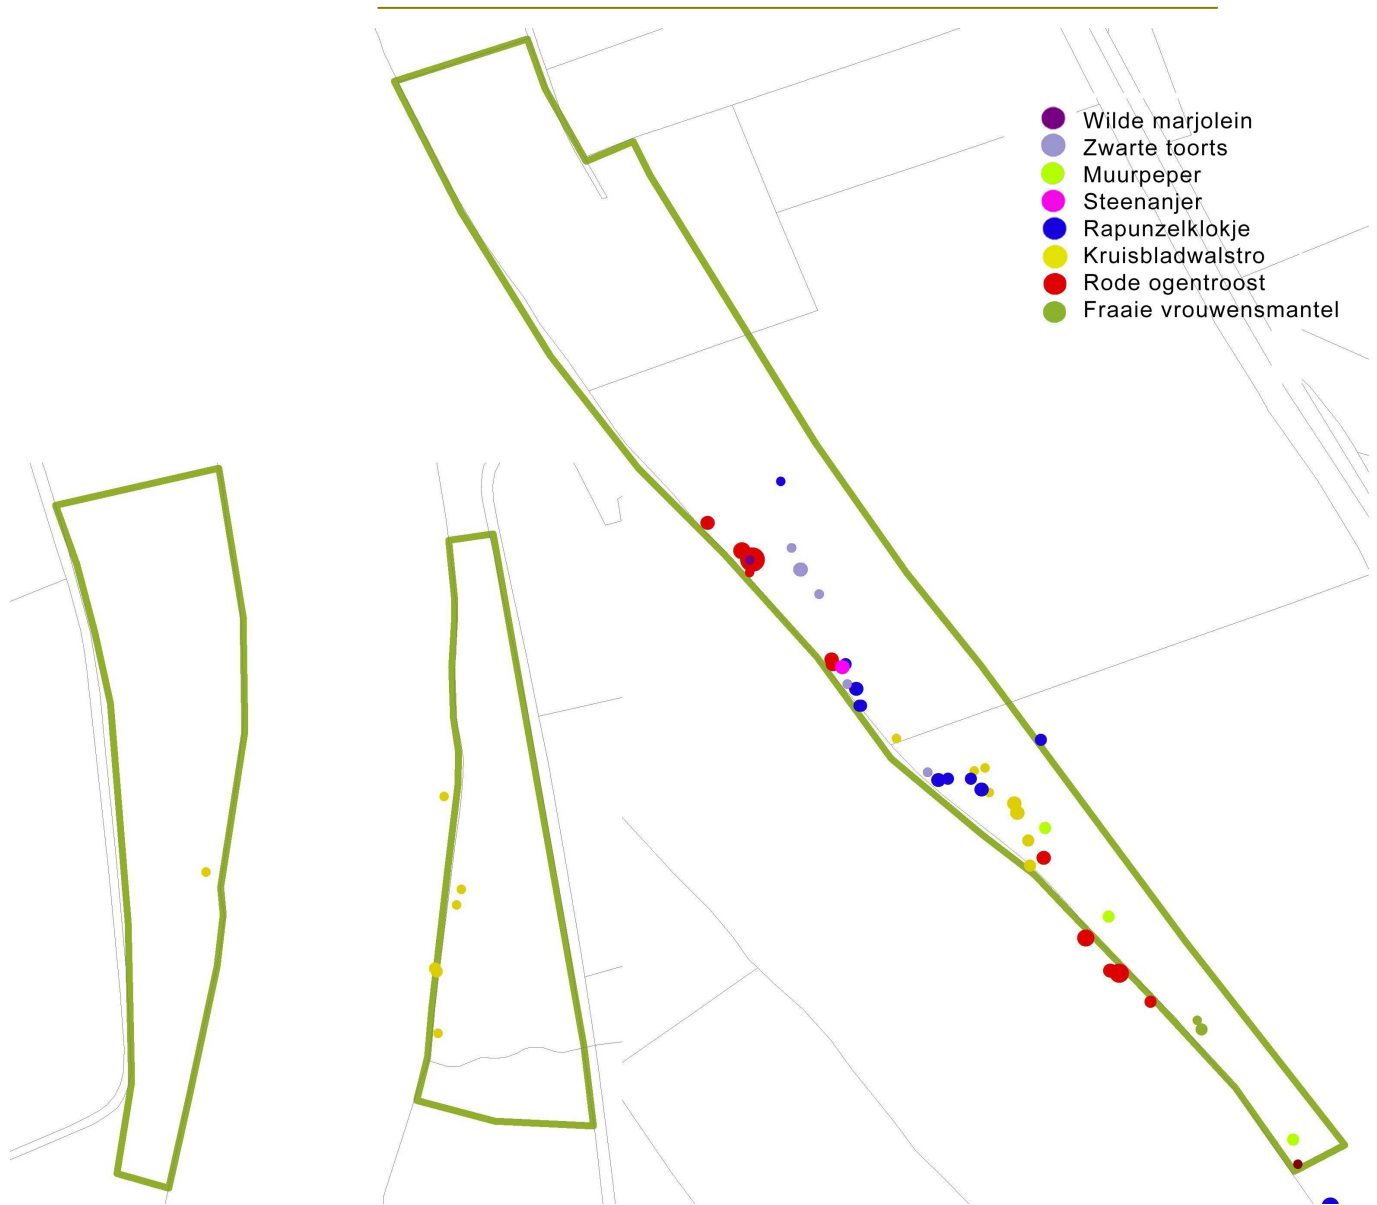 Wilde marjolein
Zwarte toorts
Muurpeper
Steenanjer
Rapunzelklokje
Kruisbladwalstro
Rode ogentroost
Fraaie vrouwensmantel